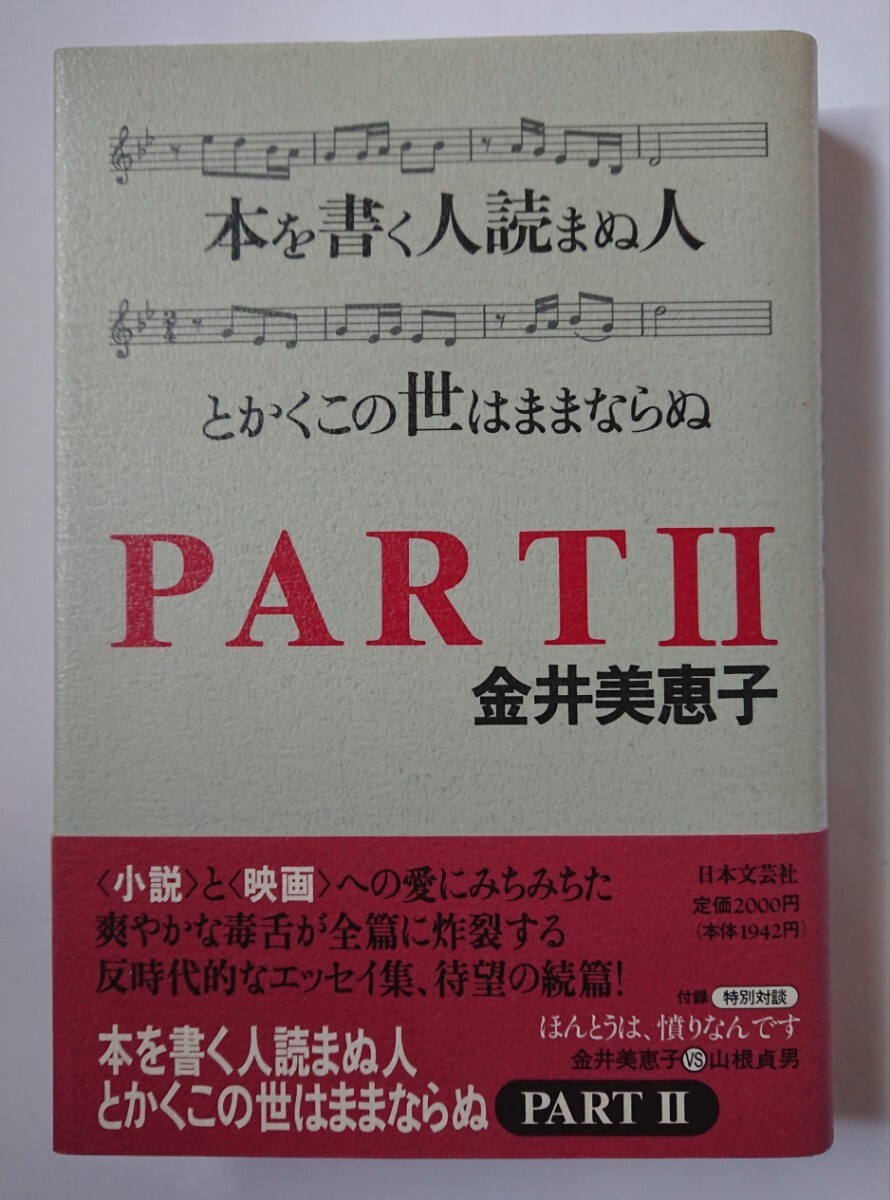 本を書く人読まぬ人
とかくこの世はままならぬ
PART II
金井美恵子
〈小説〉と〈映画〉への愛にみちみちた
爽やかな毒舌が全篇に炸裂する
反時代的なエッセイ集、待望の続篇!
日本文芸社
定価2000円
(本体1942円)
付録 特別対談
ほんとうは、憤りなんです
金井美恵子VS山根貞男
本を書く人読まぬ人
とかくこの世はままならぬ PART II